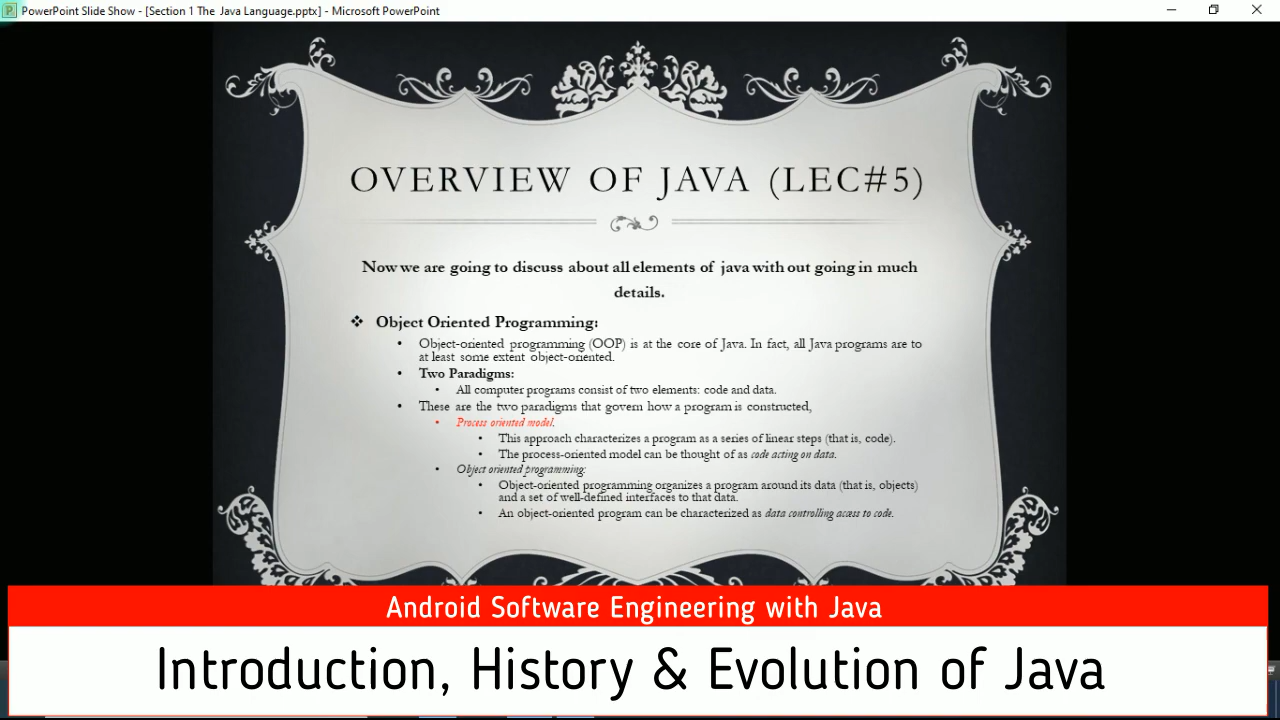 PowerPoint Slide Show - [Section 1 The Java Language.pptx] - Microsoft PowerPoint
OVERVIEW OF JAVA (LEC#5)
Now we are going to discuss about all elements of java with out going in much
details.
❖ Object Oriented Programming:
• Object-oriented programming (OOP) is at the core of Java. In fact, all Java programs are to
at least some extent object-oriented.
• Two Paradigms:
• All computer programs consist of two elements: code and data.
• These are the two paradigms that govern how a program is constructed,
• Process oriented model.
• This approach characterizes a program as a series of linear steps (that is, code).
• The process-oriented model can be thought of as code acting on data.
• Object oriented programming:
• Object-oriented programming organizes a program around its data (that is, objects)
and a set of well-defined interfaces to that data.
• An object-oriented program can be characterized as data controlling access to code.
Android Software Engineering with Java
Introduction, History & Evolution of Java